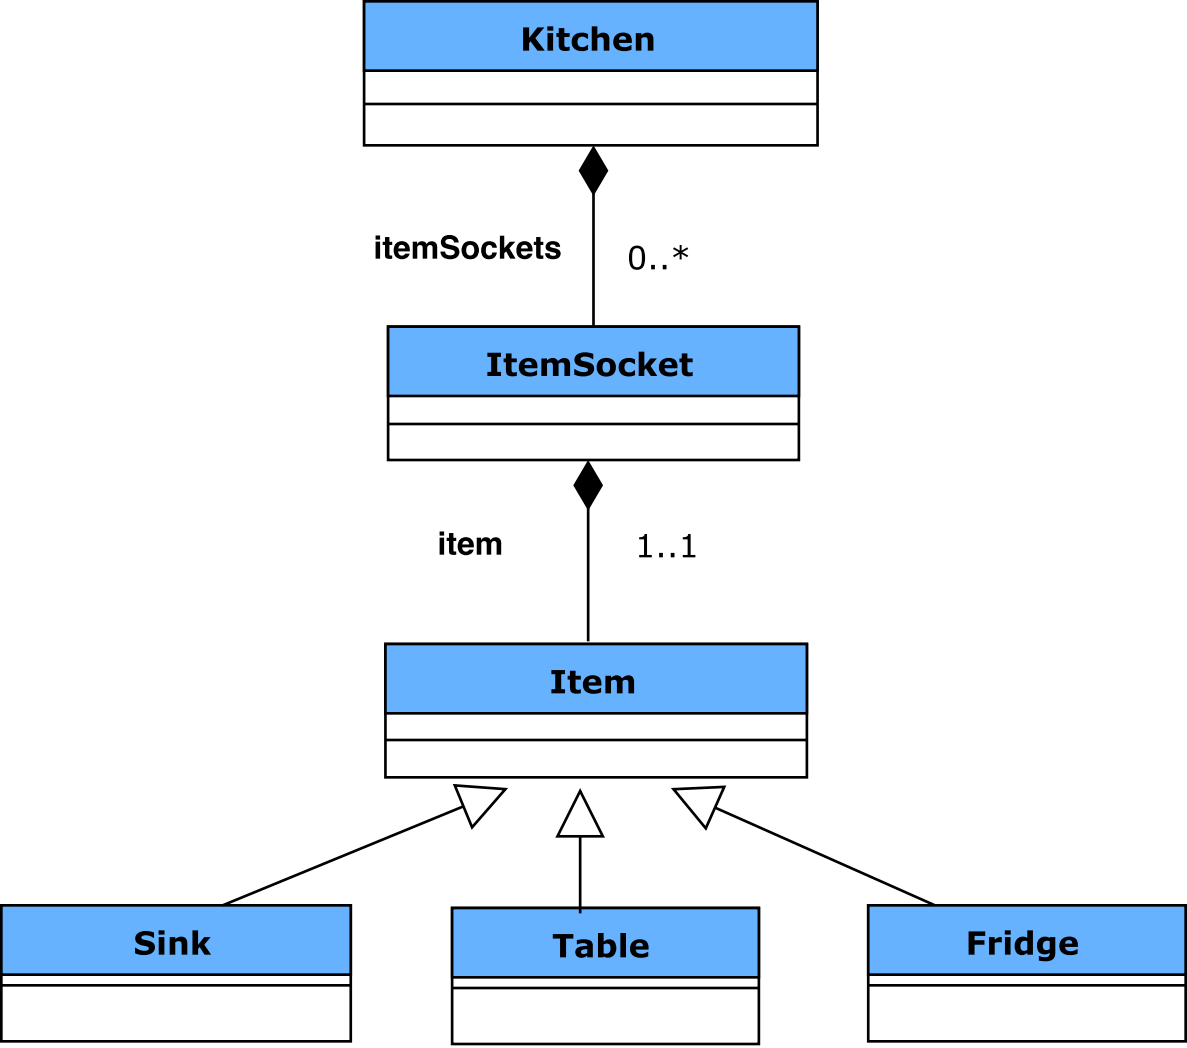 Kitchen
itemSockets
0..*
ItemSocket
item
1..1
Item
Sink
Table
Fridge